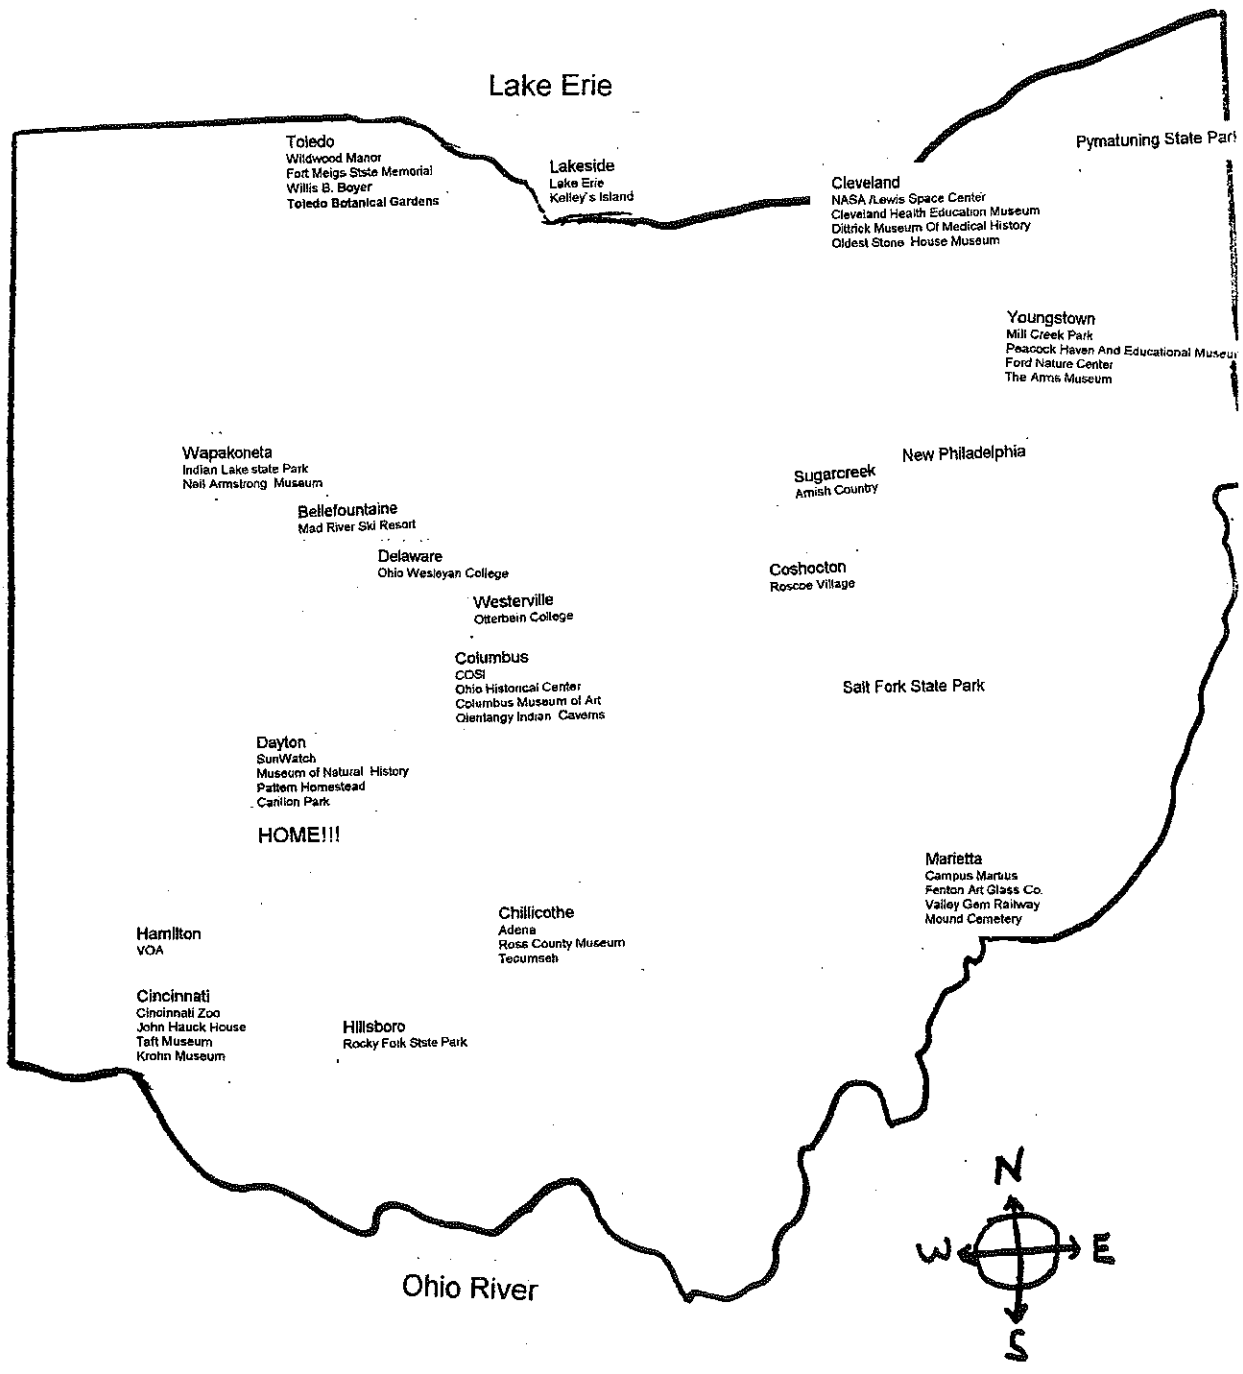 Lake Erie
Pymatuning State Park
Toledo
Wildwood Manor
Fort Meigs State Memorial
Willis B. Boyer
Toledo Botanical Gardens
Lakeside
Lake Erie
Kelley's Island
Cleveland
NASA /Lewis Space Center
Cleveland Health Education Museum
Dittrick Museum Of Medical History
Oldest Stone House Museum
Youngstown
Mill Creek Park
Peacock Haven And Educational Museu
Ford Nature Center
The Arms Museum
Wapakoneta
Indian Lake state Park
Neil Armstrong Museum
Bellefountaine
Mad River Ski Resort
Delaware
Ohio Wesleyan College
Westerville
Otterbein College
Sugarcreek
Amish Country
New Philadelphia
Coshocton
Roscoe Village
Columbus
COSI
Ohio Historical Center
Columbus Museum of Art
Olentangy Indian Caverns
Salt Fork State Park
Dayton
SunWatch
Museum of Natural History
Pattern Homestead
Carillon Park
HOME!!!
Marietta
Campus Martius
Fenton Art Glass Co.
Valley Gem Railway
Mound Cemetery
Chillicothe
Adena
Ross County Museum
Tecumseh
Hamilton
VOA
Cincinnati
Cincinnati Zoo
John Hauck House
Taft Museum
Krohn Museum
Hillsboro
Rocky Fork State Park
Ohio River
N
W E
S